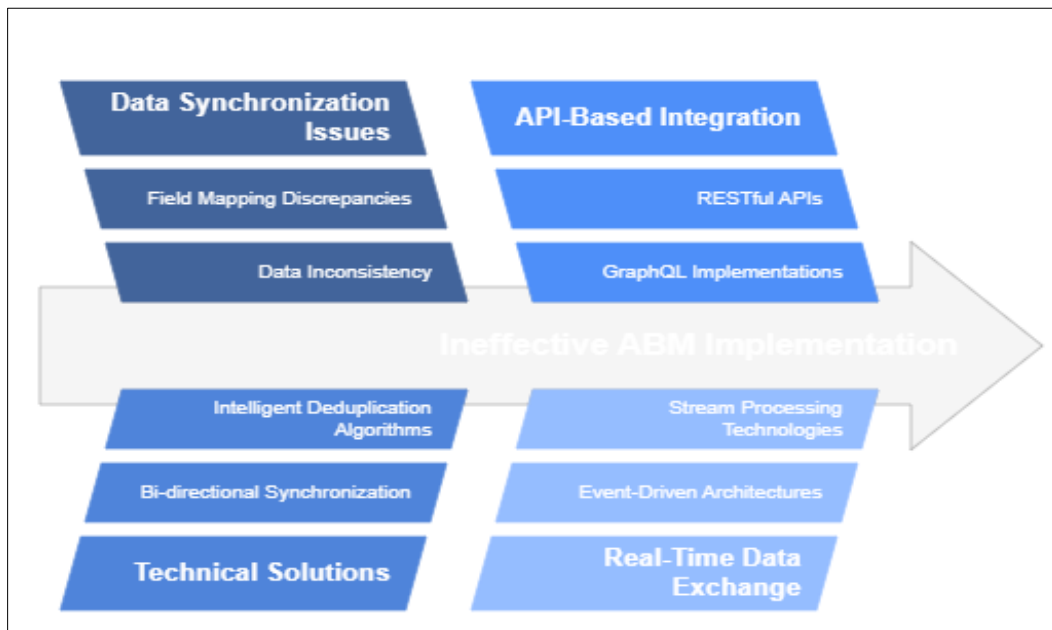 Data Synchronization
Issues
Field Mapping Discrepancies
Data Inconsistency
API-Based Integration
RESTful APIs
GraphQL Implementations
Ineffective ABM Implementation
Intelligent Deduplication
Algorithms
Bi-directional Synchronization
Technical Solutions
Stream Processing
Technologies
Event-Driven Architectures
Real-Time Data
Exchange